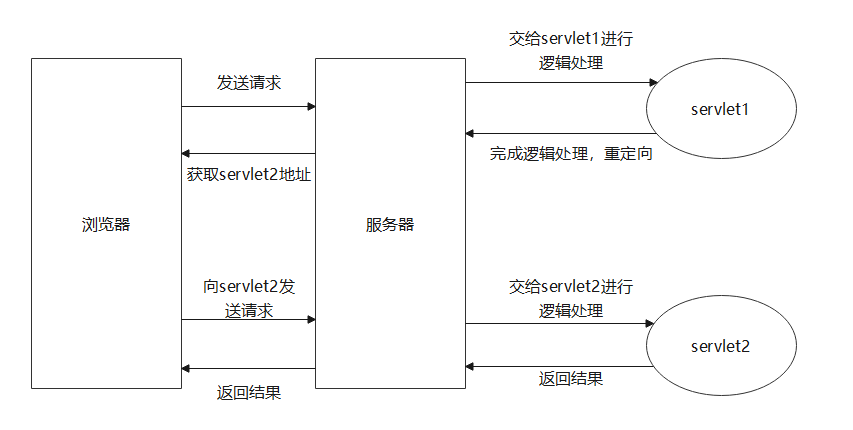 交给servlet1进行
逻辑处理
发送请求
servlet1
完成逻辑处理，重定向
获取servlet2地址
浏览器
服务器
向servlet2发
送请求
交给servlet2进行
逻辑处理
servlet2
返回结果
返回结果